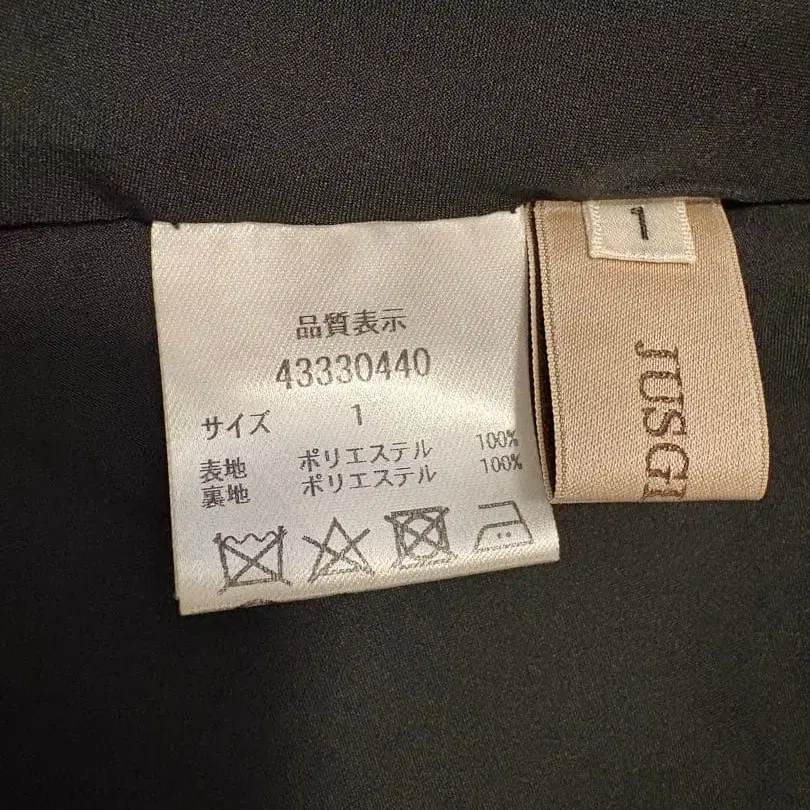 品質表示
43330440
サイズ 1
表地 ポリエステル 100%
裏地 ポリエステル 100%
1